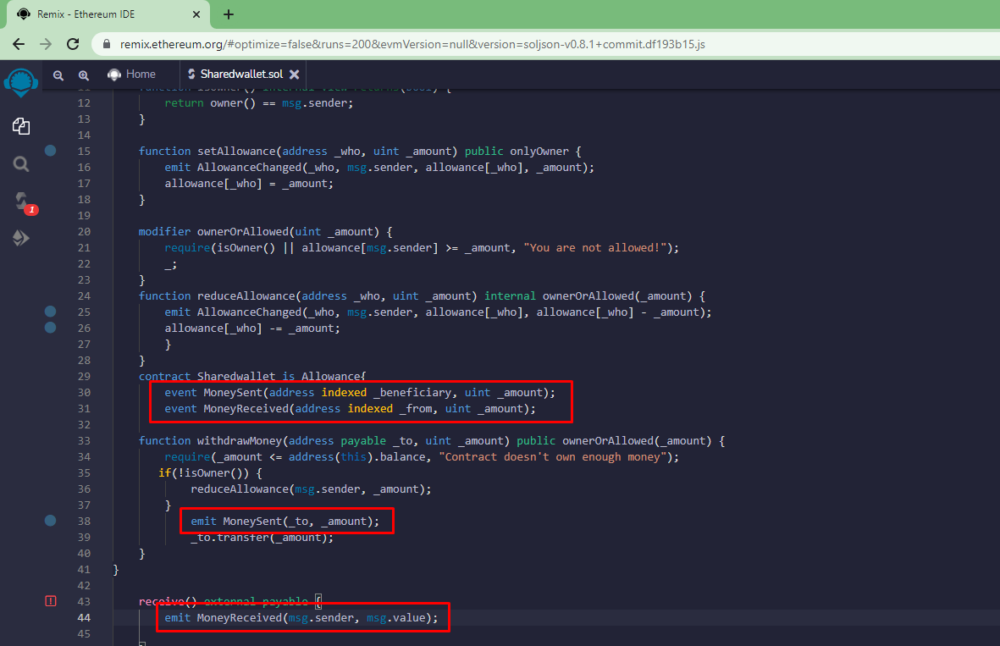 Remix - Ethereum IDE
remix.ethereum.org/#optimize=false&runs=200&evmVersion=null&version=soljson-v0.8.1+commit.df193b15.js
Home Sharedwallet.sol
11 function isOwner() internal view returns(bool) {
12 return owner() == msg.sender;
13 }
14
15 function setAllowance(address _who, uint _amount) public onlyOwner {
16 emit AllowanceChanged(_who, msg.sender, allowance[_who], _amount);
17 allowance[_who] = _amount;
18 }
19
20 modifier ownerOrAllowed(uint _amount) {
21 require(isOwner() || allowance[msg.sender] >= _amount, "You are not allowed!");
22 _;
23 }
24 function reduceAllowance(address _who, uint _amount) internal ownerOrAllowed(_amount) {
25 emit AllowanceChanged(_who, msg.sender, allowance[_who], allowance[_who] - _amount);
26 allowance[_who] -= _amount;
27 }
28 }
29 contract Sharedwallet is Allowance{
30 event MoneySent(address indexed _beneficiary, uint _amount);
31 event MoneyReceived(address indexed _from, uint _amount);
32
33 function withdrawMoney(address payable _to, uint _amount) public ownerOrAllowed(_amount) {
34 require(_amount <= address(this).balance, "Contract doesn't own enough money");
35 if(!isOwner()) {
36 reduceAllowance(msg.sender, _amount);
37 }
38 emit MoneySent(_to, _amount);
39 _to.transfer(_amount);
40 }
41 }
42
43 receive() external payable {
44 emit MoneyReceived(msg.sender, msg.value);
45
1